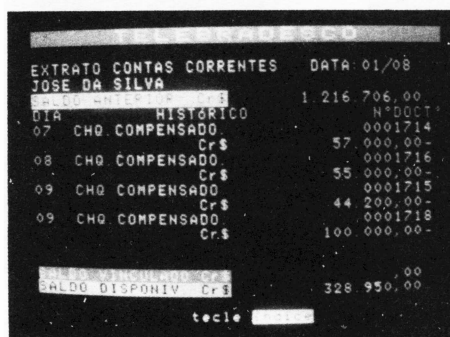 TELEBRADESCO
EXTRATO CONTAS CORRENTES DATA:01/08
JOSE DA SILVA
SALDO ANTERIOR Cr$ 1.216.706,00
DIA HISTóRICO N°DOCT°
07 CHQ.COMPENSADO. 0001714
Cr$ 57.000,00-
08 CHQ.COMPENSADO. 0001716
Cr$ 55.000,00-
09 CHQ.COMPENSADO. 0001715
Cr$ 44.200,00-
09 CHQ.COMPENSADO. 0001718
Cr$ 100.000,00-
SALDO VINCULADO Cr$ ,00
SALDO DISPONIV Cr$ 328.950,00
tecle indice